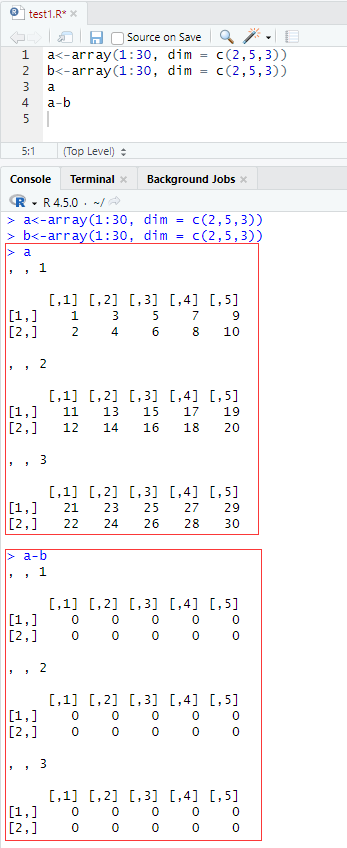 test1.R*
Source on Save
1 a<-array(1:30, dim = c(2,5,3))
2 b<-array(1:30, dim = c(2,5,3))
3 a
4 a-b
5
5:1 (Top Level)
Console Terminal Background Jobs
R 4.5.0 · ~/
> a<-array(1:30, dim = c(2,5,3))
> b<-array(1:30, dim = c(2,5,3))
> a
, , 1
     [,1] [,2] [,3] [,4] [,5]
[1,]    1    3    5    7    9
[2,]    2    4    6    8   10
, , 2
     [,1] [,2] [,3] [,4] [,5]
[1,]   11   13   15   17   19
[2,]   12   14   16   18   20
, , 3
     [,1] [,2] [,3] [,4] [,5]
[1,]   21   23   25   27   29
[2,]   22   24   26   28   30
> a-b
, , 1
     [,1] [,2] [,3] [,4] [,5]
[1,]    0    0    0    0    0
[2,]    0    0    0    0    0
, , 2
     [,1] [,2] [,3] [,4] [,5]
[1,]    0    0    0    0    0
[2,]    0    0    0    0    0
, , 3
     [,1] [,2] [,3] [,4] [,5]
[1,]    0    0    0    0    0
[2,]    0    0    0    0    0